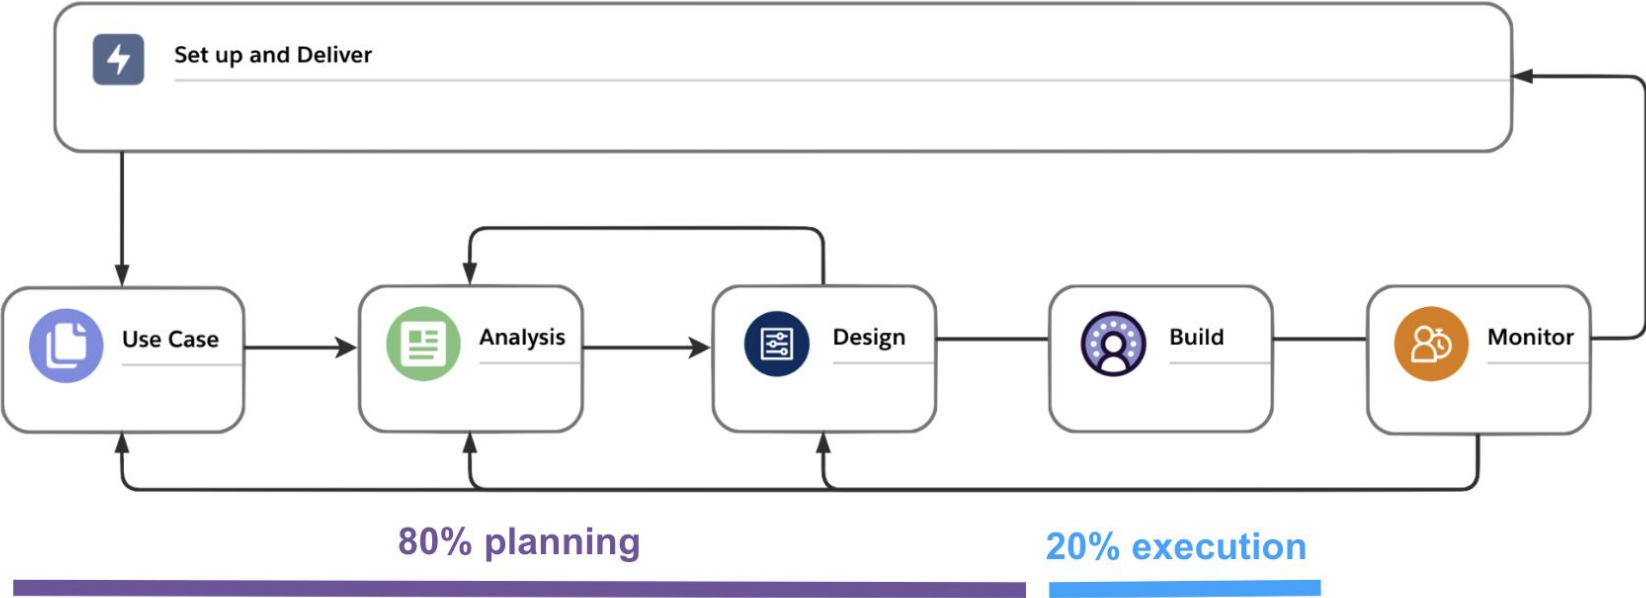 Set up and Deliver
Use Case
Analysis
Design
Build
Monitor
80% planning
20% execution